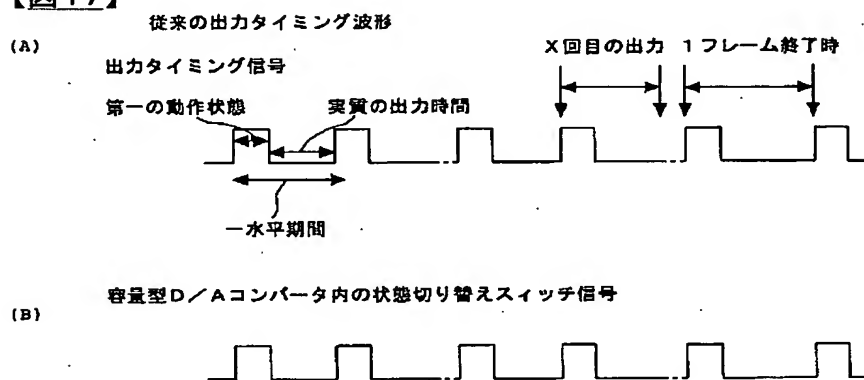 【図17】
従来の出力タイミング波形
(A)
X回目の出力 1フレーム終了時
出力タイミング信号
第一の動作状態 実質の出力時間
一水平期間
容量型D/Aコンバータ内の状態切り替えスィッチ信号
(B)